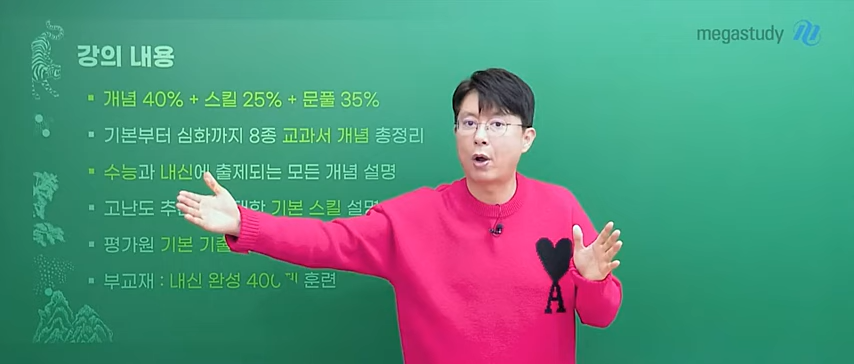 megastudy
강의 내용
개념 40% + 스킬 25% + 문풀 35%
기본부터 심화까지 8종 교과서 개념 총정리
수능과 내신에 출제되는 모든 개념 설명
고난도 기본 스킬 설명
평가원 기본
부교재 : 내신 완성 400 훈련
A